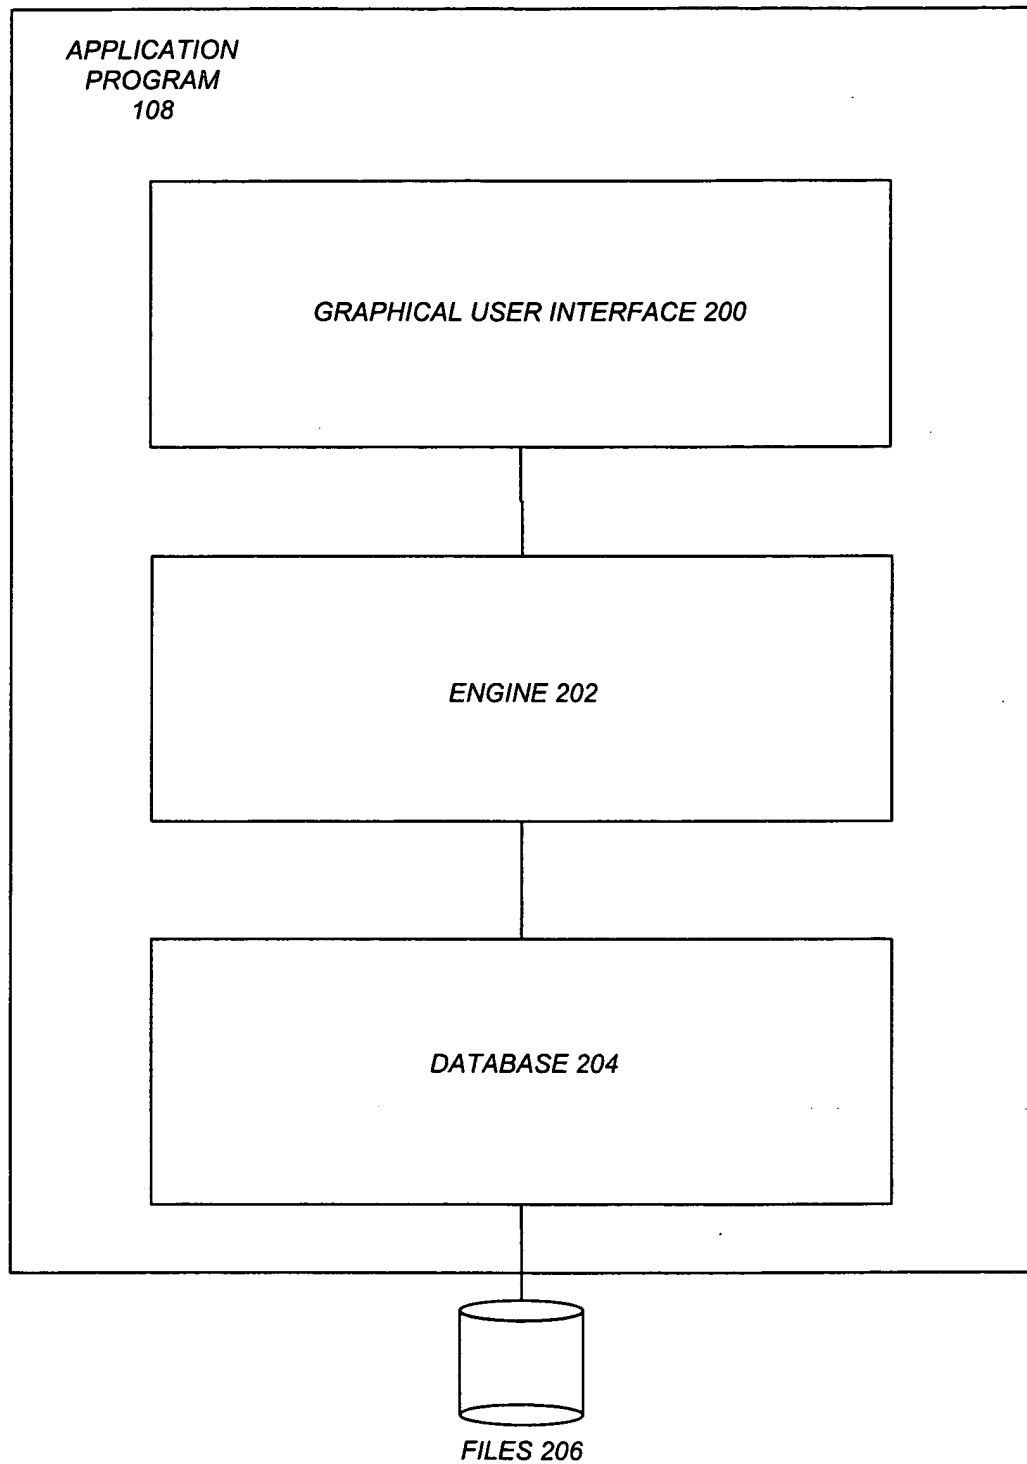 APPLICATION
PROGRAM
108
GRAPHICAL USER INTERFACE 200
ENGINE 202
DATABASE 204
FILES 206